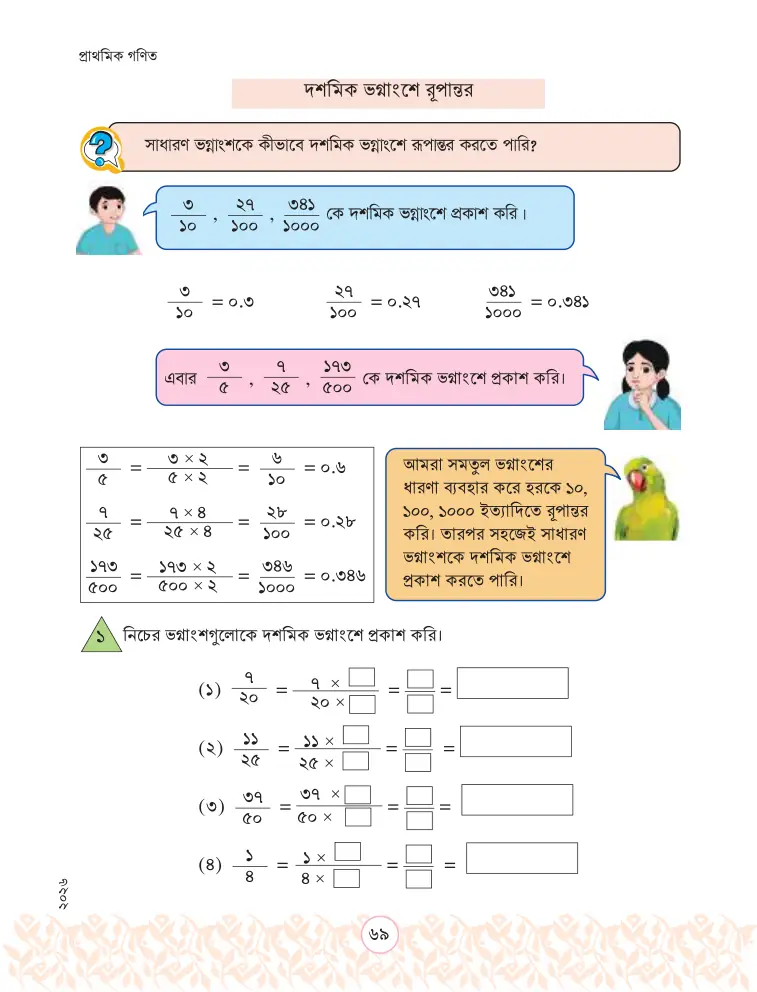 প্রাথমিক গণিত
দশমিক ভগ্নাংশে রূপান্তর
সাধারণ ভগ্নাংশকে কীভাবে দশমিক ভগ্নাংশে রূপান্তর করতে পারি?
৩/১০ , ২৭/১০০ , ৩৪১/১০০০ কে দশমিক ভগ্নাংশে প্রকাশ করি।
৩/১০ = ০.৩ ২৭/১০০ = ০.২৭ ৩৪১/১০০০ = ০.৩৪১
এবার ৩/৫ , ৭/২৫ , ১৭৩/৫০০ কে দশমিক ভগ্নাংশে প্রকাশ করি।
৩/৫ = ৩ × ২/৫ × ২ = ৬/১০ = ০.৬
৭/২৫ = ৭ × ৪/২৫ × ৪ = ২৮/১০০ = ০.২৮
১৭৩/৫০০ = ১৭৩ × ২/৫০০ × ২ = ৩৪৬/১০০০ = ০.৩৪৬
আমরা সমতুল ভগ্নাংশের
ধারণা ব্যবহার করে হরকে ১০,
১০০, ১০০০ ইত্যাদিতে রূপান্তর
করি। তারপর সহজেই সাধারণ
ভগ্নাংশকে দশমিক ভগ্নাংশে
প্রকাশ করতে পারি।
১ নিচের ভগ্নাংশগুলোকে দশমিক ভগ্নাংশে প্রকাশ করি।
(১) ৭/২০ = ৭ × □/২০ × □ = □/□ = □
(২) ১১/২৫ = ১১ × □/২৫ × □ = □/□ = □
(৩) ৩৭/৫০ = ৩৭ × □/৫০ × □ = □/□ = □
(৪) ১/৪ = ১ × □/৪ × □ = □/□ = □
২০২৬
৬৯